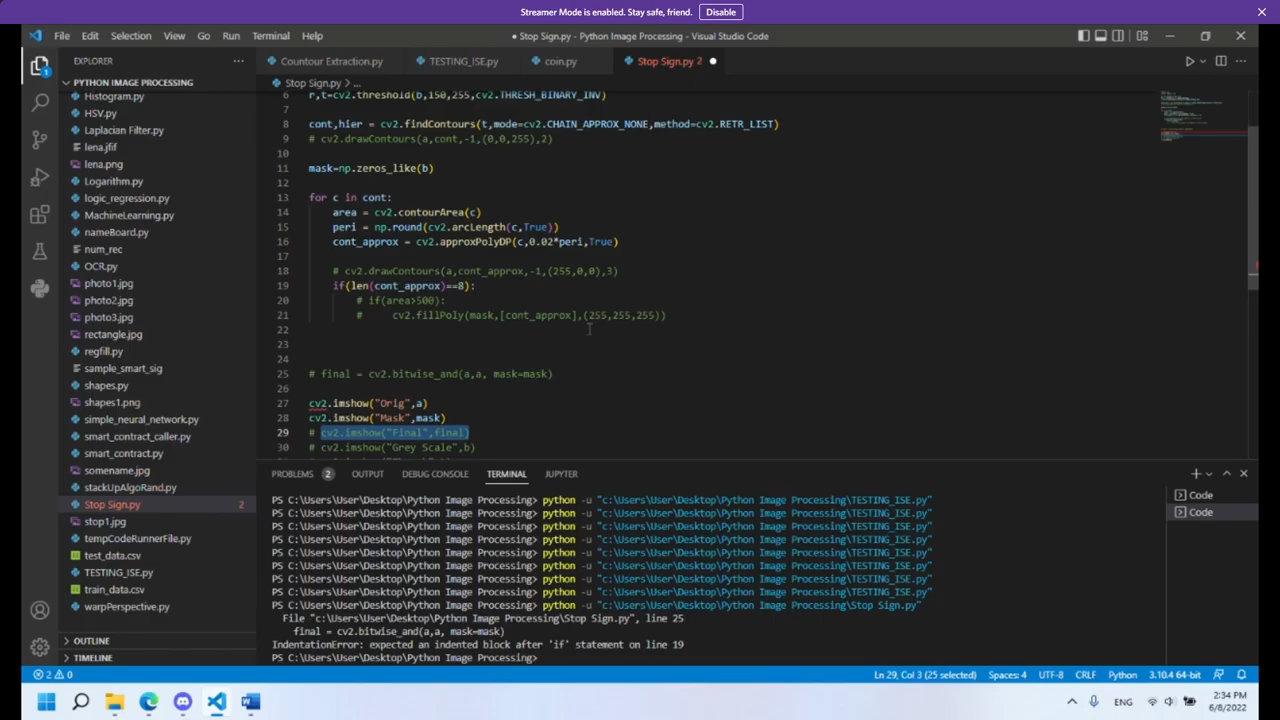 Streamer Mode is enabled. Stay safe, friend. Disable
File Edit Selection View Go Run Terminal Help
● Stop Sign.py - Python Image Processing - Visual Studio Code
EXPLORER
PYTHON IMAGE PROCESSING
Histogram.py
HSV.py
Laplacian Filter.py
lena.jfif
lena.png
Logarithm.py
logic_regression.py
MachineLearning.py
nameBoard.py
num_rec
OCR.py
photo1.jpg
photo2.jpg
photo3.jpg
rectangle.jpg
regfill.py
sample_smart_sig
shapes.py
shapes1.png
simple_neural_network.py
smart_contract_caller.py
smart_contract.py
somename.jpg
stackUpAlgoRand.py
Stop Sign.py 2
stop1.jpg
tempCodeRunnerFile.py
test_data.csv
TESTING_ISE.py
train_data.csv
warpPerspective.py
OUTLINE
TIMELINE
Countour Extraction.py TESTING_ISE.py coin.py Stop Sign.py 2
Stop Sign.py > ...
6 r,t=cv2.threshold(b,150,255,cv2.THRESH_BINARY_INV)
7
8 cont,hier = cv2.findContours(t,mode=cv2.CHAIN_APPROX_NONE,method=cv2.RETR_LIST)
9 # cv2.drawContours(a,cont,-1,(0,0,255),2)
10
11 mask=np.zeros_like(b)
12
13 for c in cont:
14 area = cv2.contourArea(c)
15 peri = np.round(cv2.arcLength(c,True))
16 cont_approx = cv2.approxPolyDP(c,0.02*peri,True)
17
18 # cv2.drawContours(a,cont_approx,-1,(255,0,0),3)
19 if(len(cont_approx)==8):
20 # if(area>500):
21 # cv2.fillPoly(mask,[cont_approx],(255,255,255))
22
23
24
25 # final = cv2.bitwise_and(a,a, mask=mask)
26
27 cv2.imshow("Orig",a)
28 cv2.imshow("Mask",mask)
29 # cv2.imshow("Final",final)
30 # cv2.imshow("Grey Scale",b)
PROBLEMS 2 OUTPUT DEBUG CONSOLE TERMINAL JUPYTER
PS C:\Users\User\Desktop\Python Image Processing> python -u "c:\Users\User\Desktop\Python Image Processing\TESTING_ISE.py"
PS C:\Users\User\Desktop\Python Image Processing> python -u "c:\Users\User\Desktop\Python Image Processing\TESTING_ISE.py"
PS C:\Users\User\Desktop\Python Image Processing> python -u "c:\Users\User\Desktop\Python Image Processing\TESTING_ISE.py"
PS C:\Users\User\Desktop\Python Image Processing> python -u "c:\Users\User\Desktop\Python Image Processing\TESTING_ISE.py"
PS C:\Users\User\Desktop\Python Image Processing> python -u "c:\Users\User\Desktop\Python Image Processing\TESTING_ISE.py"
PS C:\Users\User\Desktop\Python Image Processing> python -u "c:\Users\User\Desktop\Python Image Processing\TESTING_ISE.py"
PS C:\Users\User\Desktop\Python Image Processing> python -u "c:\Users\User\Desktop\Python Image Processing\TESTING_ISE.py"
PS C:\Users\User\Desktop\Python Image Processing> python -u "c:\Users\User\Desktop\Python Image Processing\TESTING_ISE.py"
PS C:\Users\User\Desktop\Python Image Processing> python -u "c:\Users\User\Desktop\Python Image Processing\Stop Sign.py"
File "c:\Users\User\Desktop\Python Image Processing\Stop Sign.py", line 25
final = cv2.bitwise_and(a,a, mask=mask)
IndentationError: expected an indented block after 'if' statement on line 19
PS C:\Users\User\Desktop\Python Image Processing>
Code
Code
2 0 Ln 29, Col 3 (25 selected) Spaces: 4 UTF-8 CRLF Python 3.10.4 64-bit
ENG
2:34 PM
6/8/2022